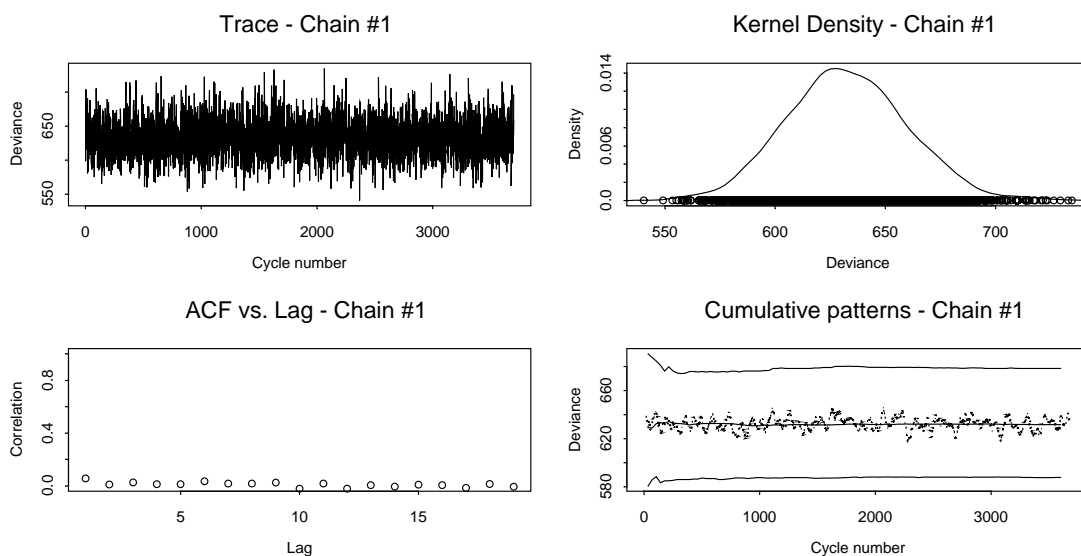 Trace - Chain #1
Deviance
650
550
0 1000 2000 3000
Cycle number
Kernel Density - Chain #1
Density
0.014
0.006
0.0
550 600 650 700
Deviance
ACF vs. Lag - Chain #1
Correlation
0.8
0.4
0.0
5 10 15
Lag
Cumulative patterns - Chain #1
Deviance
660
620
580
0 1000 2000 3000
Cycle number